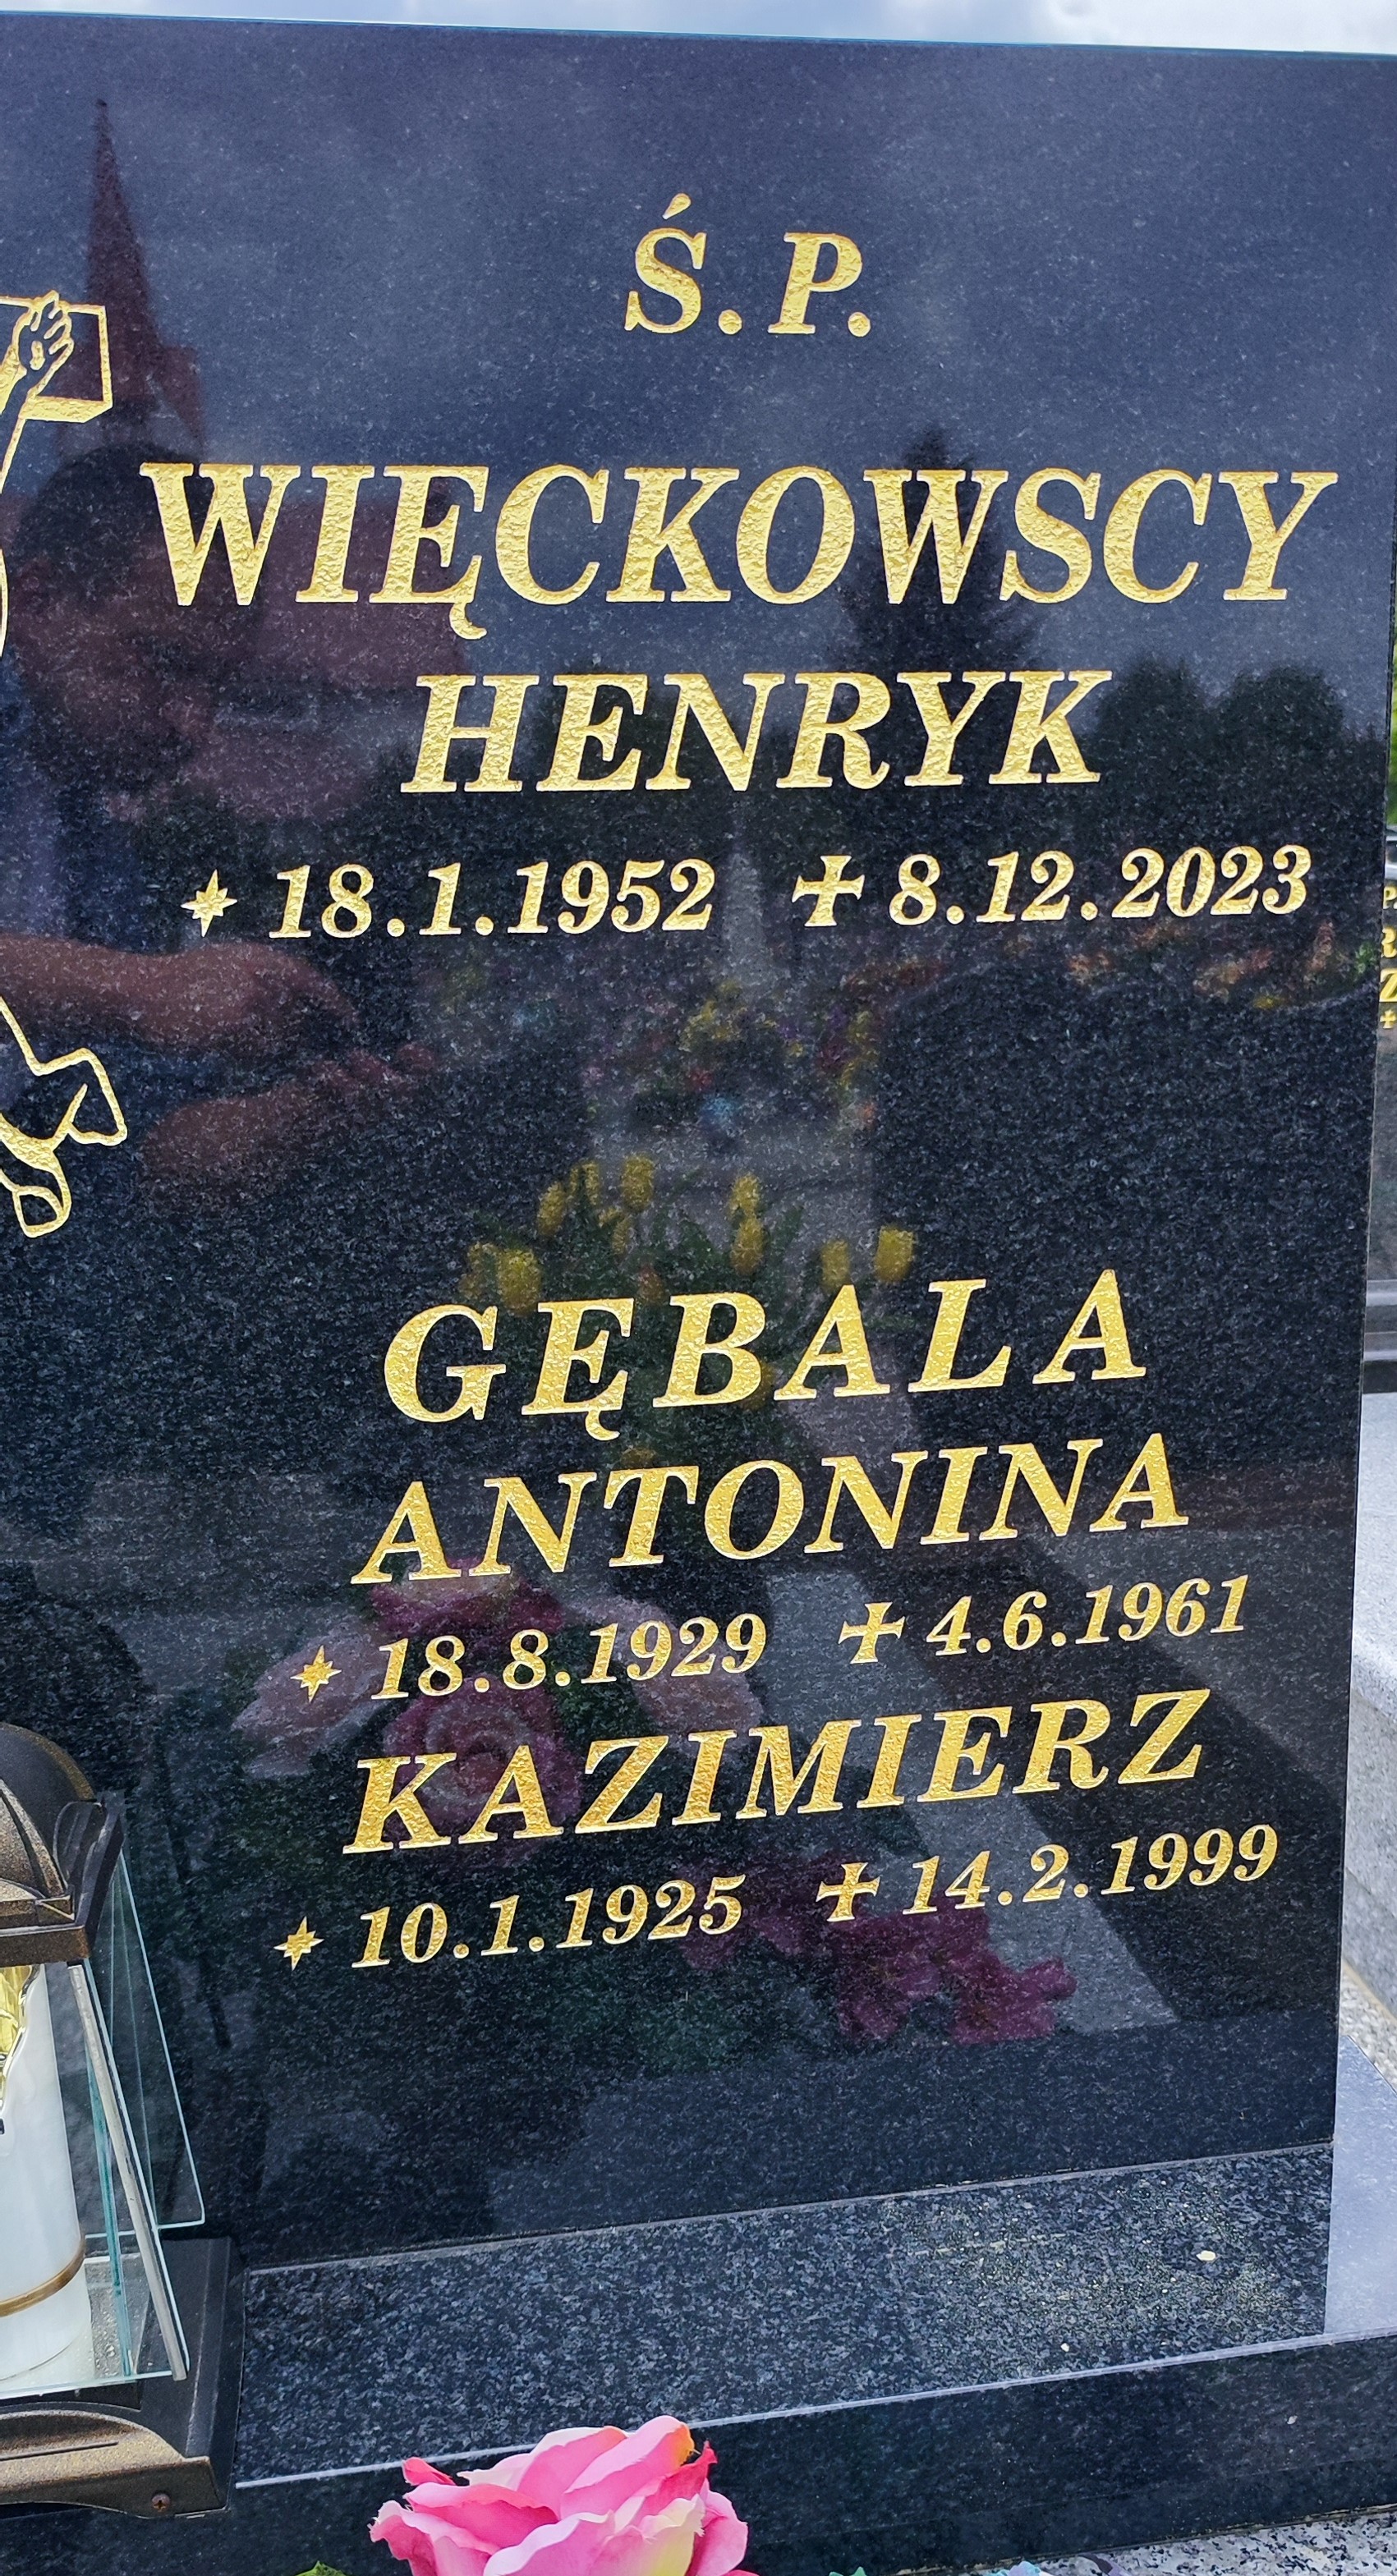 Ś. P.
WIĘCKOWSCY
HENRYK
18.1.1952 8.12.2023
GĘBALA
ANTONINA
18.8.1929 4.6.1961
KAZIMIERZ
10.1.1925 14.2.1999